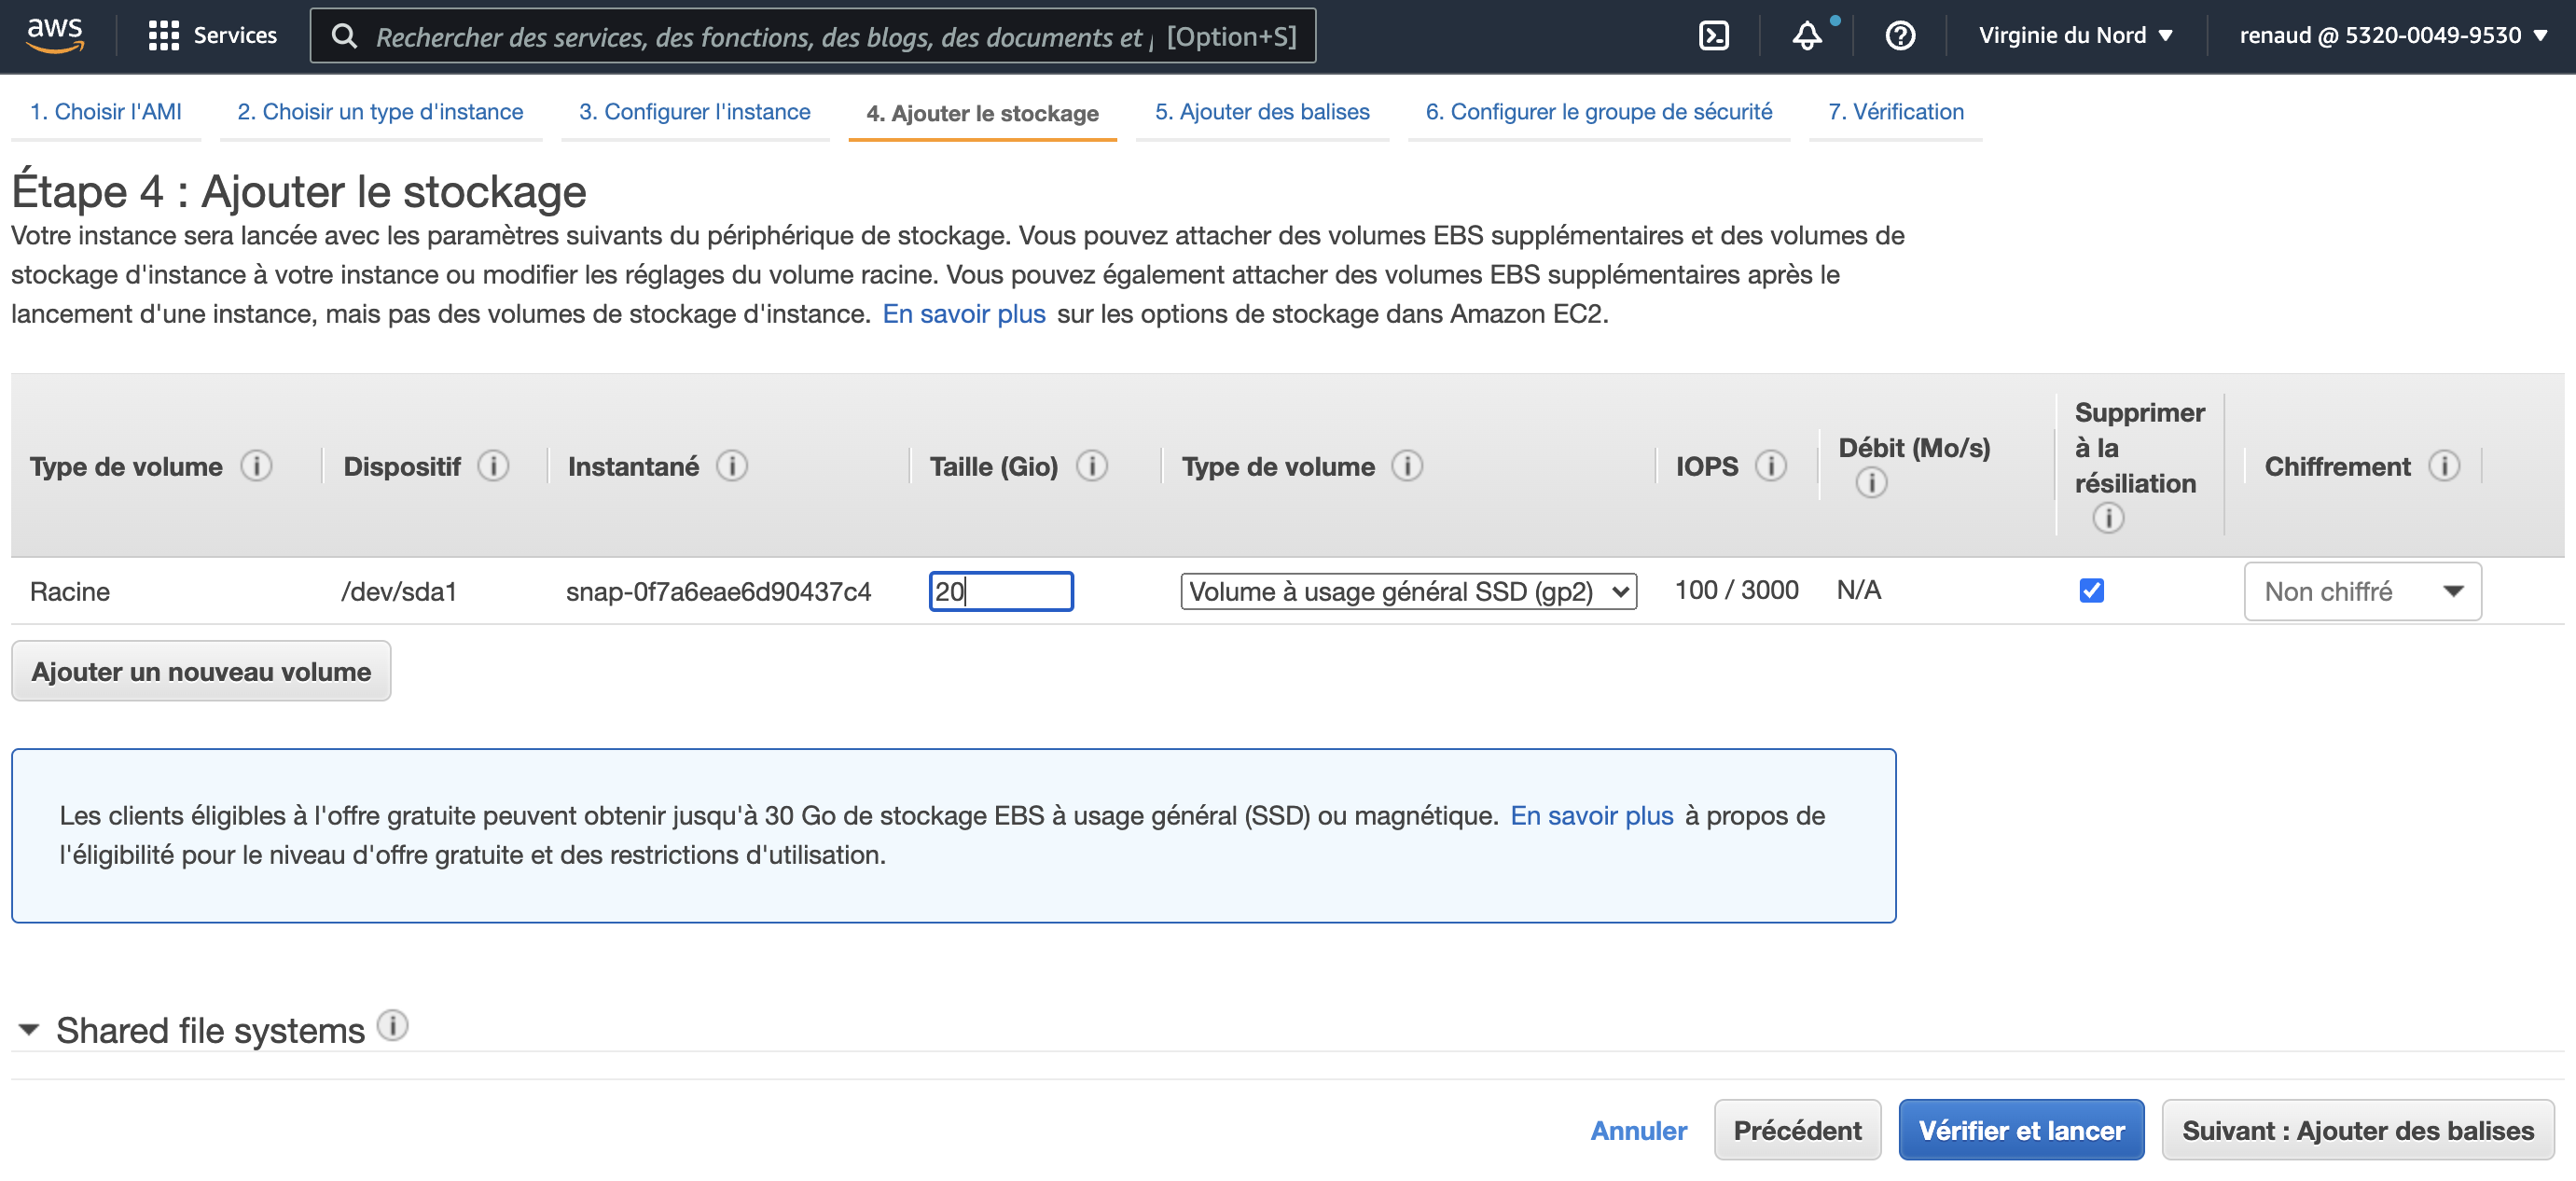 aws Services Rechercher des services, des fonctions, des blogs, des documents et [Option+S] Virginie du Nord renaud @ 5320-0049-9530
1. Choisir l'AMI 2. Choisir un type d'instance 3. Configurer l'instance 4. Ajouter le stockage 5. Ajouter des balises 6. Configurer le groupe de sécurité 7. Vérification
Étape 4 : Ajouter le stockage
Votre instance sera lancée avec les paramètres suivants du périphérique de stockage. Vous pouvez attacher des volumes EBS supplémentaires et des volumes de
stockage d'instance à votre instance ou modifier les réglages du volume racine. Vous pouvez également attacher des volumes EBS supplémentaires après le
lancement d'une instance, mais pas des volumes de stockage d'instance. En savoir plus sur les options de stockage dans Amazon EC2.
Type de volume Dispositif Instantané Taille (Gio) Type de volume IOPS Débit (Mo/s) Supprimer
à la
résiliation Chiffrement
Racine /dev/sda1 snap-0f7a6eae6d90437c4 20 Volume à usage général SSD (gp2) 100 / 3000 N/A Non chiffré
Ajouter un nouveau volume
Les clients éligibles à l'offre gratuite peuvent obtenir jusqu'à 30 Go de stockage EBS à usage général (SSD) ou magnétique. En savoir plus à propos de
l'éligibilité pour le niveau d'offre gratuite et des restrictions d'utilisation.
Shared file systems
Annuler Précédent Vérifier et lancer Suivant : Ajouter des balises